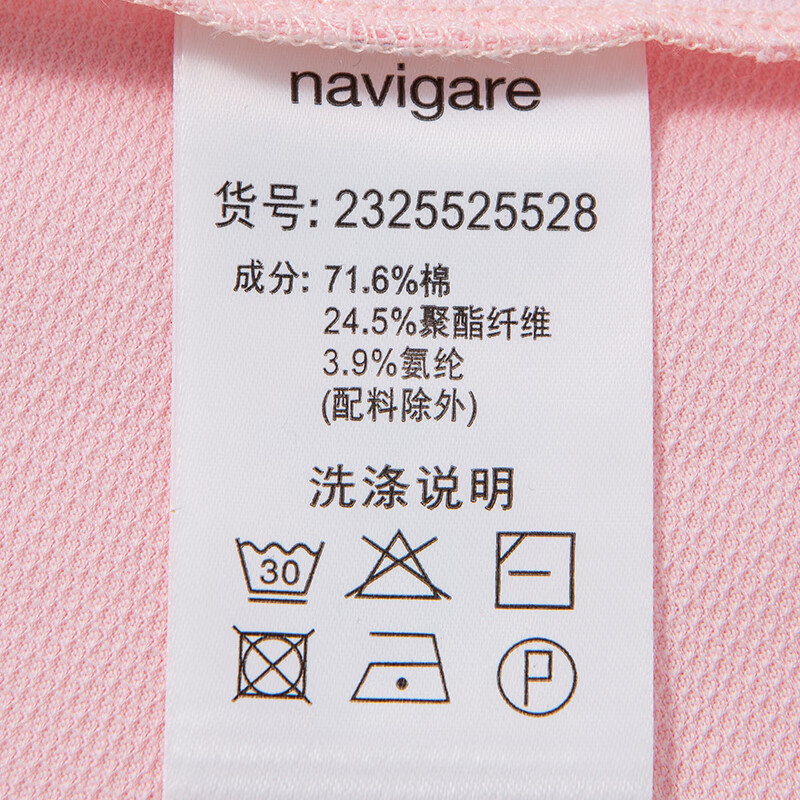 navigare
货号: 2325525528
成分: 71.6%棉
24.5%聚酯纤维
3.9%氨纶
(配料除外)
洗涤说明
30
P